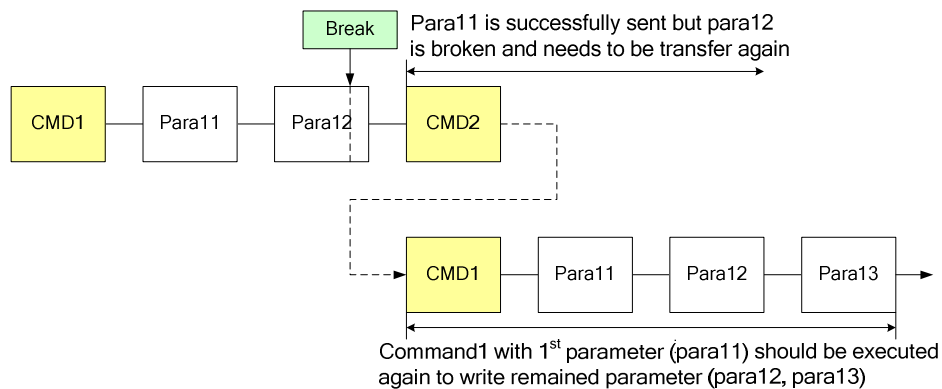 Break
Para11 is successfully sent but para12
is broken and needs to be transfer again
CMD1
Para11
Para12
CMD2
CMD1
Para11
Para12
Para13
Command1 with 1st parameter (para11) should be executed
again to write remained parameter (para12, para13)